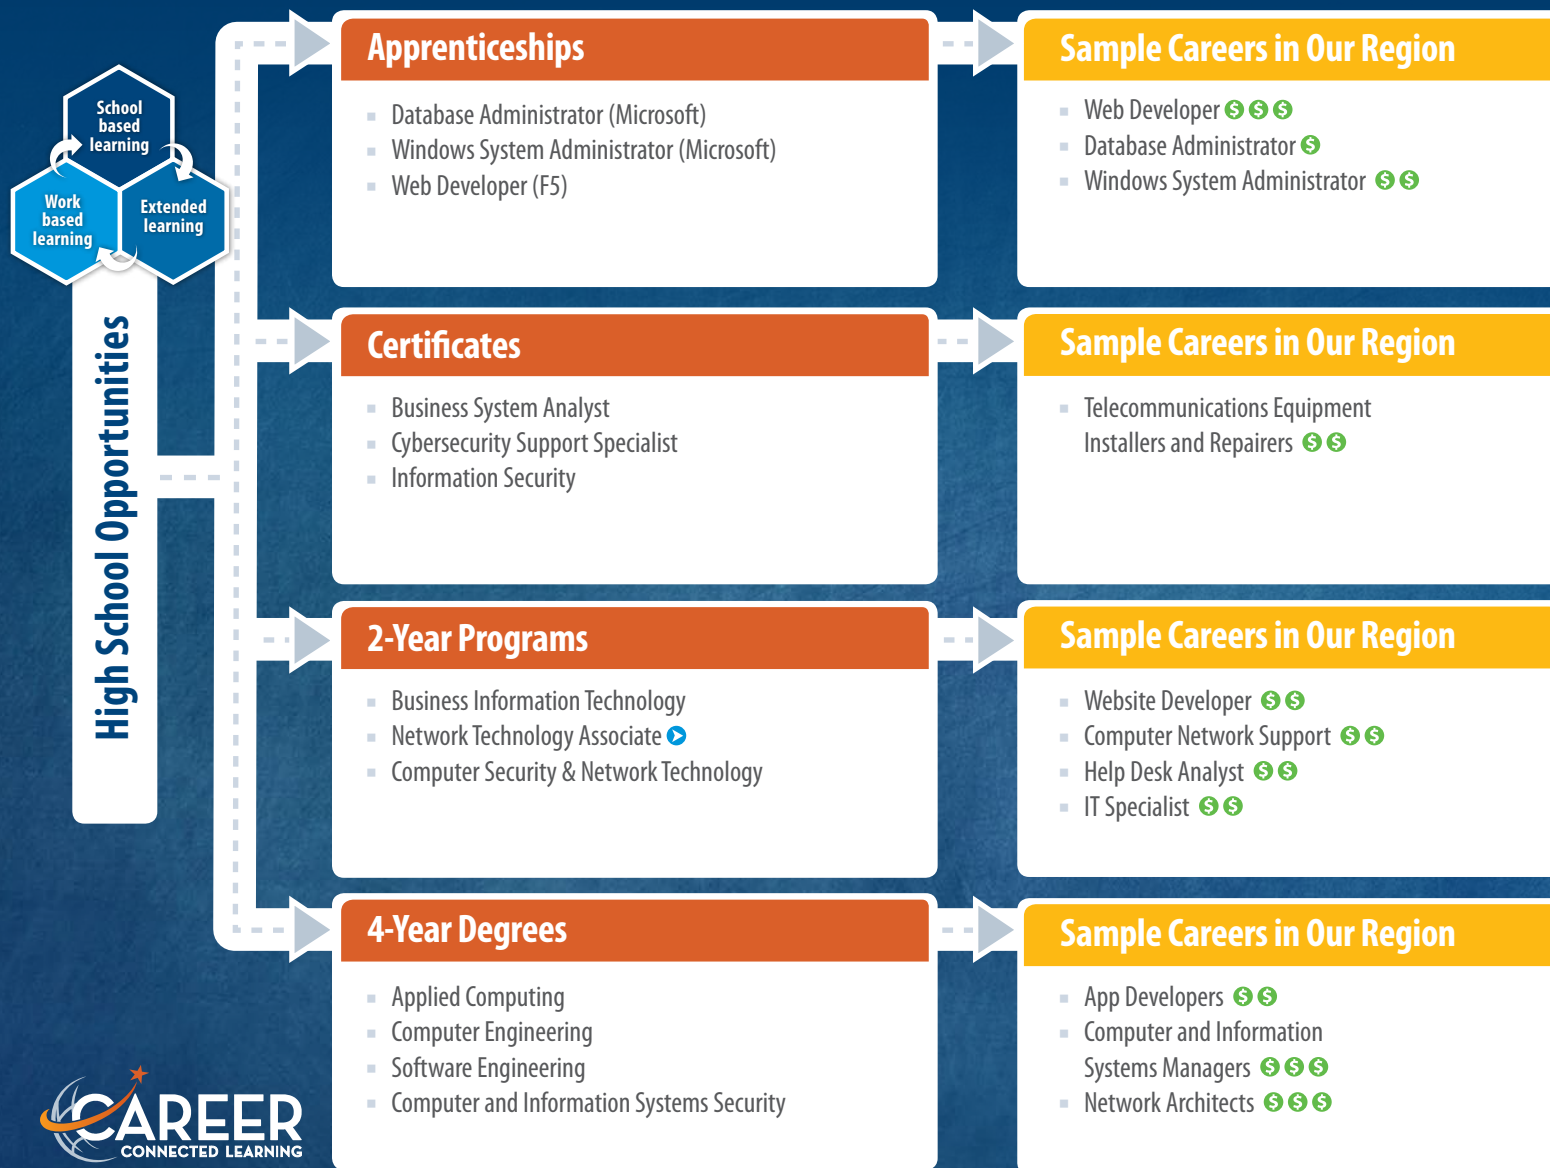 School
based
learning
Work
based
learning
Extended
learning
High School Opportunities
Apprenticeships
Database Administrator (Microsoft)
Windows System Administrator (Microsoft)
Web Developer (F5)
Sample Careers in Our Region
Web Developer $ $ $
Database Administrator $
Windows System Administrator $ $
Certificates
Business System Analyst
Cybersecurity Support Specialist
Information Security
Sample Careers in Our Region
Telecommunications Equipment
Installers and Repairers $ $
2-Year Programs
Business Information Technology
Network Technology Associate
Computer Security & Network Technology
Sample Careers in Our Region
Website Developer $ $
Computer Network Support $ $
Help Desk Analyst $ $
IT Specialist $ $
4-Year Degrees
Applied Computing
Computer Engineering
Software Engineering
Computer and Information Systems Security
Sample Careers in Our Region
App Developers $ $
Computer and Information
Systems Managers $ $ $
Network Architects $ $ $
CAREER
CONNECTED LEARNING